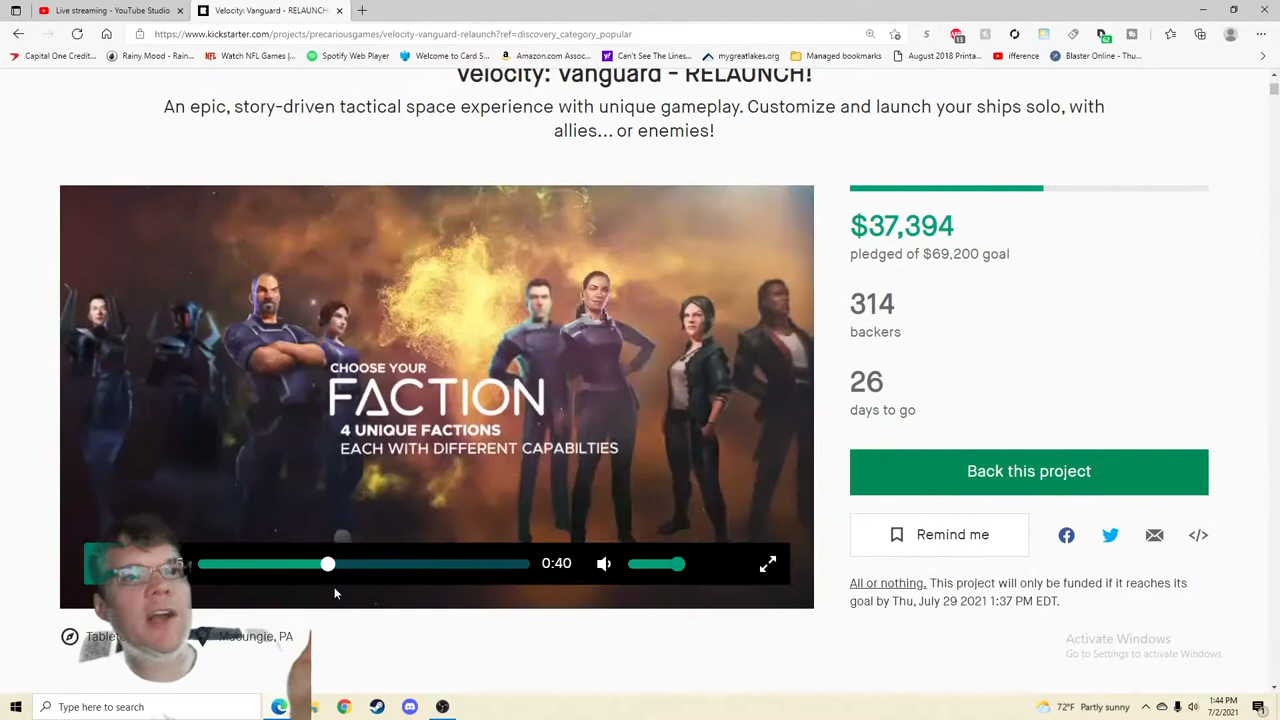 Live streaming - YouTube Studio
Velocity: Vanguard - RELAUNCH
https://www.kickstarter.com/projects/precariousgames/velocity-vanguard-relaunch?ref=discovery_category_popular
Capital One Credit...
Rainy Mood - Rain...
NFL Watch NFL Games |...
Spotify Web Player
Welcome to Card S...
Amazon.com Assoc...
Can't See The Lines...
mygreatlakes.org
Managed bookmarks
August 2018 Printa...
ifference
Blaster Online - Thu...
Velocity: Vanguard - RELAUNCH!
An epic, story-driven tactical space experience with unique gameplay. Customize and launch your ships solo, with
allies... or enemies!
CHOOSE YOUR
FACTION
4 UNIQUE FACTIONS
EACH WITH DIFFERENT CAPABILTIES
0:40
$37,394
pledged of $69,200 goal
314
backers
26
days to go
Back this project
Remind me
All or nothing. This project will only be funded if it reaches its
goal by Thu, July 29 2021 1:37 PM EDT.
Macungie, PA
Activate Windows
Go to Settings to activate Windows.
Type here to search
72°F Partly sunny
1:44 PM
7/2/2021